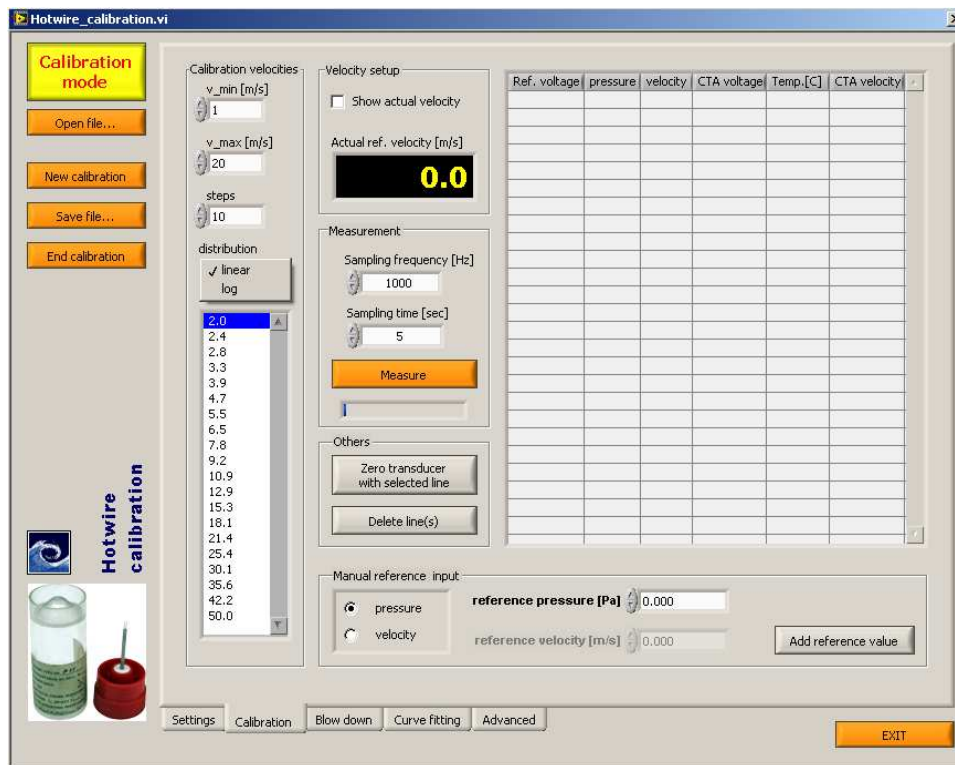 Hotwire_calibration.vi
Calibration
mode
Open file...
New calibration
Save file...
End calibration
Hotwire
calibration
Calibration velocities
v_min [m/s]
1
v_max [m/s]
20
steps
10
distribution
✓ linear
log
2.0
2.4
2.8
3.3
3.9
4.7
5.5
6.5
7.8
9.2
10.9
12.9
15.3
18.1
21.4
25.4
30.1
35.6
42.2
50.0
Velocity setup
Show actual velocity
Actual ref. velocity [m/s]
0.0
Measurement
Sampling frequency [Hz]
1000
Sampling time [sec]
5
Measure
Others
Zero transducer
with selected line
Delete line(s)
Ref. voltage pressure velocity CTA voltage Temp.[C] CTA velocity
Manual reference input
pressure
velocity
reference pressure [Pa] 0.000
reference velocity [m/s] 0.000
Add reference value
Settings Calibration Blow down Curve fitting Advanced
EXIT